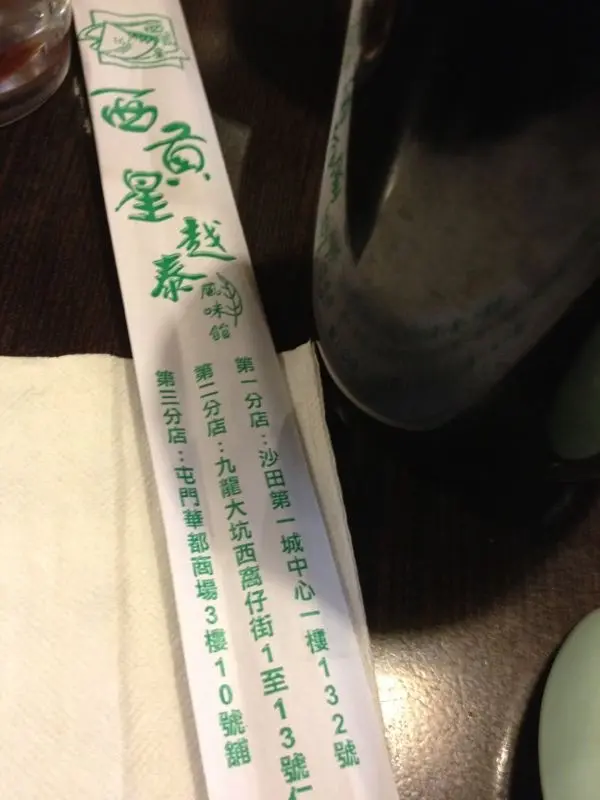 西貢星
越泰
風味館
第一分店：沙田第一城中心一樓132號
第二分店：九龍大坑西窩仔街1至13號仁
第三分店：屯門華都商場3樓10號舖